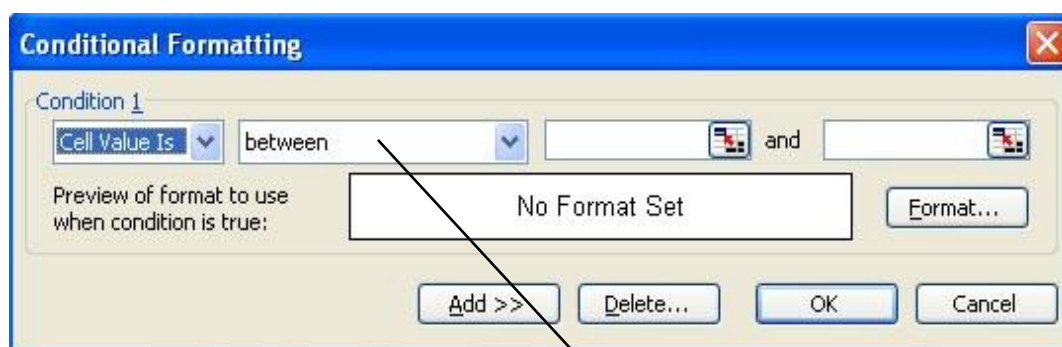 Conditional Formatting
Condition 1
Cell Value Is between and
Preview of format to use
when condition is true:
No Format Set
Format...
Add >> Delete... OK Cancel